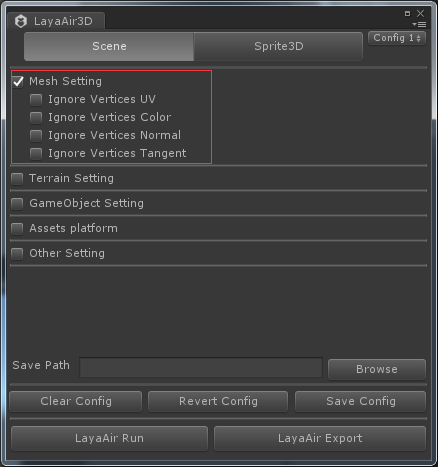 LayaAir3D
Scene Sprite3D Config 1
Mesh Setting
Ignore Vertices UV
Ignore Vertices Color
Ignore Vertices Normal
Ignore Vertices Tangent
Terrain Setting
GameObject Setting
Assets platform
Other Setting
Save Path Browse
Clear Config Revert Config Save Config
LayaAir Run LayaAir Export